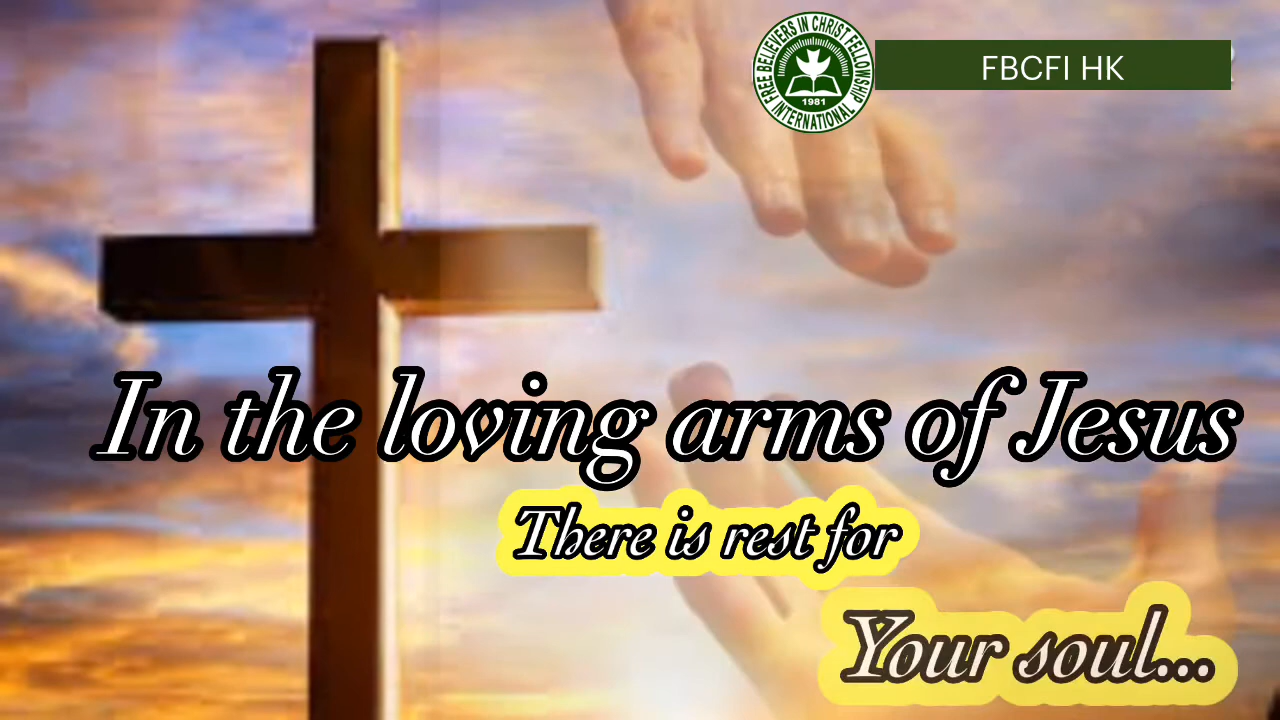 FREE BELIEVERS IN CHRIST FELLOWSHIP
INTERNATIONAL
1981
FBCFI HK
In the loving arms of Jesus
There is rest for
Your soul...